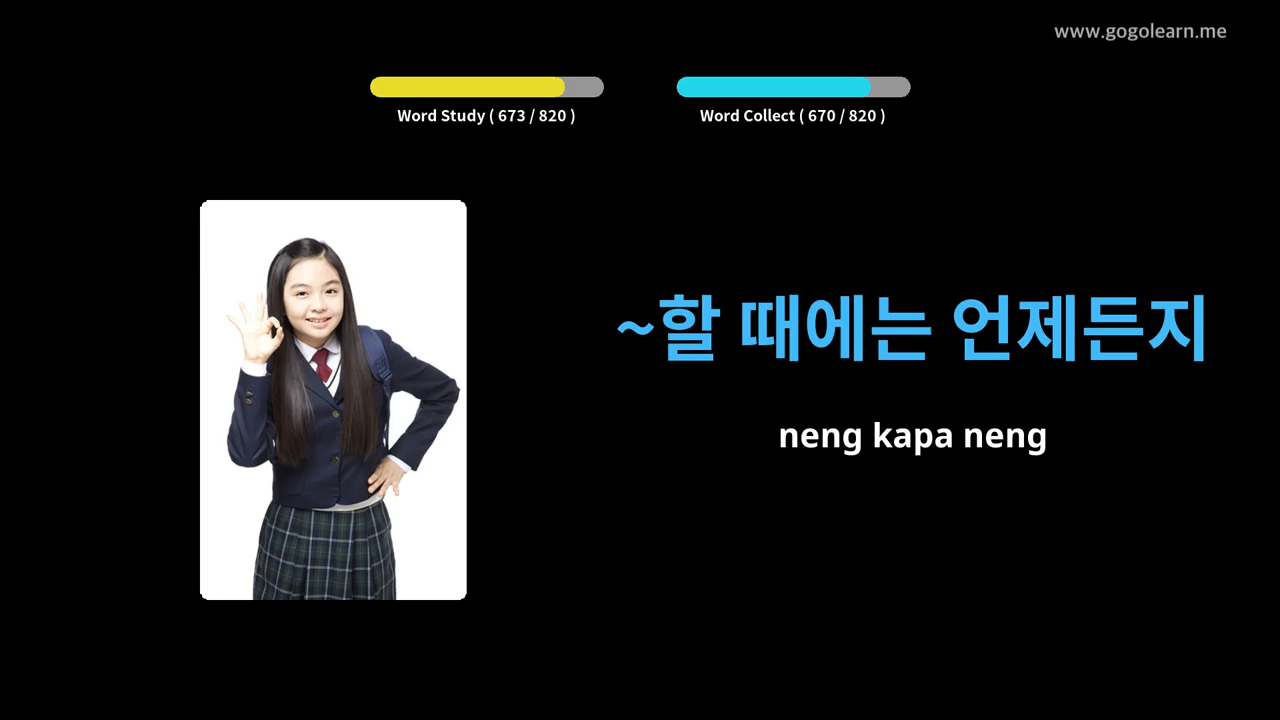 www.gogolearn.me
Word Study ( 673 / 820 )
Word Collect ( 670 / 820 )
~할 때에는 언제든지
neng kapa neng